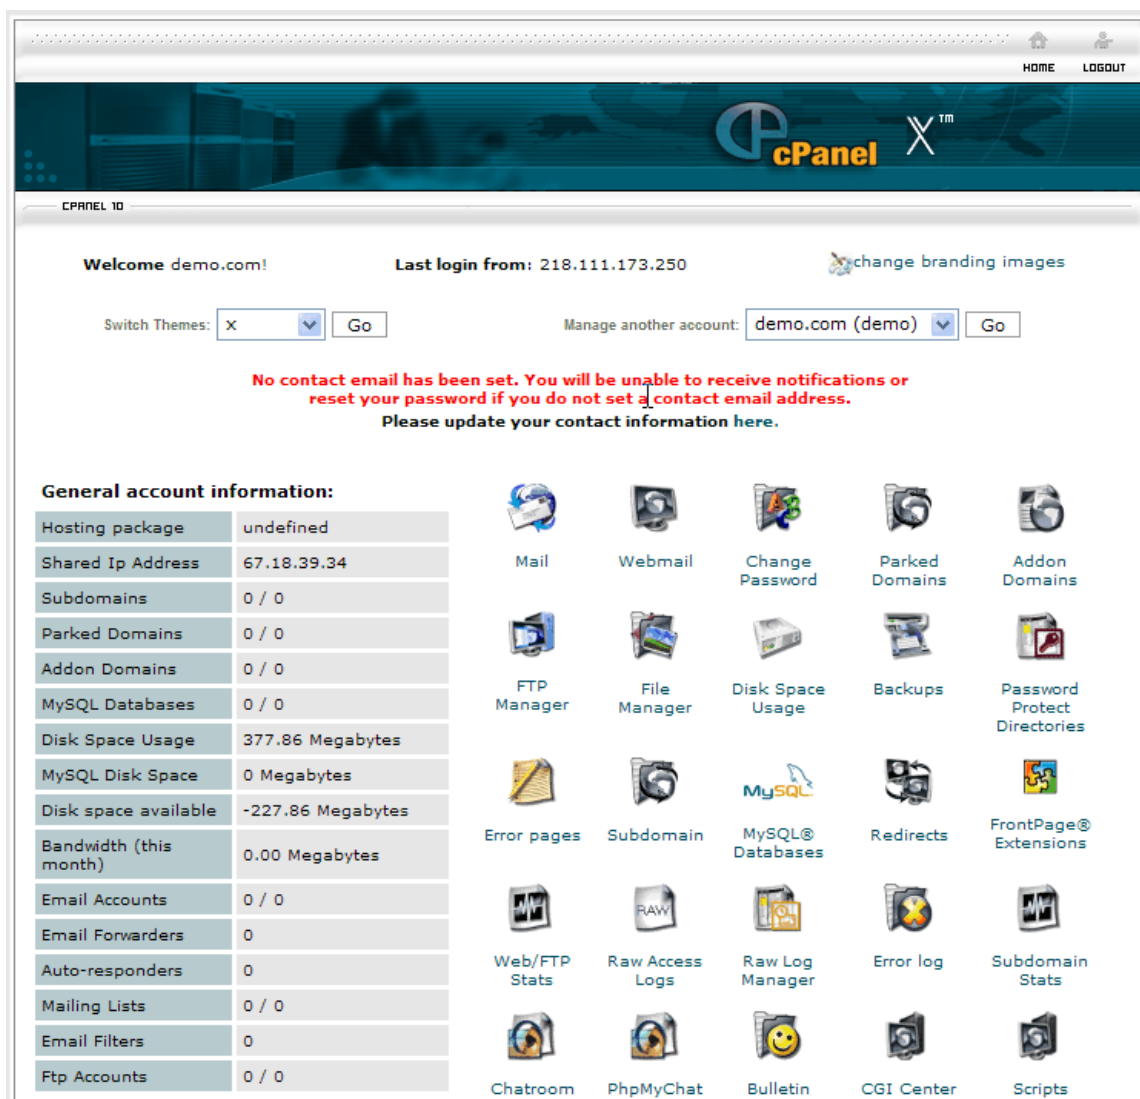 HOME LOGOUT
cPanel X™
CPANEL 10
Welcome demo.com! Last login from: 218.111.173.250 change branding images
Switch Themes: x Go Manage another account: demo.com (demo) Go
No contact email has been set. You will be unable to receive notifications or
reset your password if you do not set a contact email address.
Please update your contact information here.
General account information:
Hosting package undefined
Shared Ip Address 67.18.39.34
Subdomains 0 / 0
Parked Domains 0 / 0
Addon Domains 0 / 0
MySQL Databases 0 / 0
Disk Space Usage 377.86 Megabytes
MySQL Disk Space 0 Megabytes
Disk space available -227.86 Megabytes
Bandwidth (this
month) 0.00 Megabytes
Email Accounts 0 / 0
Email Forwarders 0
Auto-responders 0
Mailing Lists 0 / 0
Email Filters 0
Ftp Accounts 0 / 0
Mail Webmail Change Parked Addon
Password Domains Domains
FTP File Disk Space Backups Password
Manager Manager Usage Protect
Directories
MySQL
Error pages Subdomain MySQL® Redirects FrontPage®
Databases Extensions
RAW
Web/FTP Raw Access Raw Log Error log Subdomain
Stats Logs Manager Stats
Chatroom PhpMyChat Bulletin CGI Center Scripts